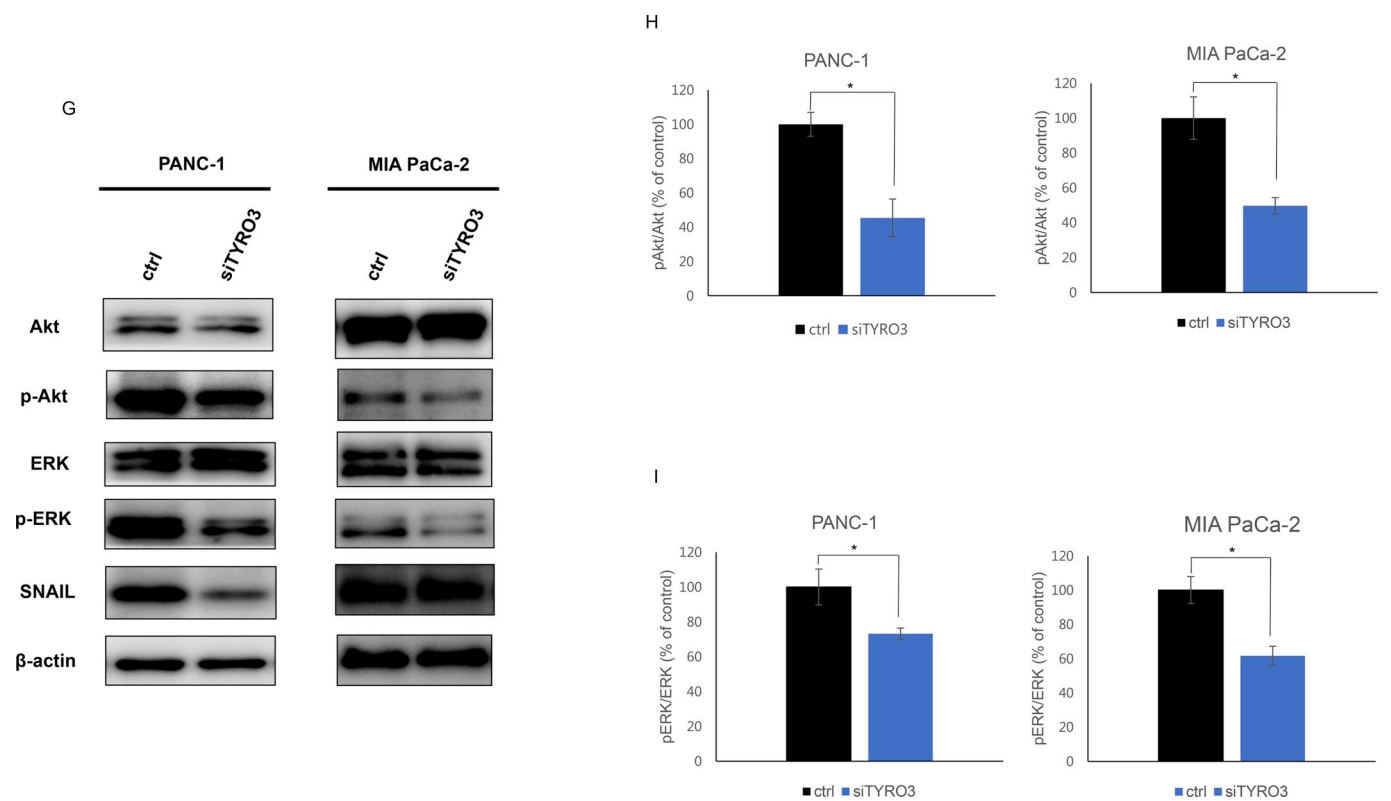 G
PANC-1
MIA PaCa-2
ctrl
siTYRO3
ctrl
siTYRO3
Akt
p-Akt
ERK
p-ERK
SNAIL
β-actin
H
PANC-1
pAkt/Akt (% of control)
120
100
80
60
40
20
0
*
ctrl siTYRO3
MIA PaCa-2
pAkt/Akt (% of control)
120
100
80
60
40
20
0
*
ctrl siTYRO3
I
PANC-1
pERK/ERK (% of control)
120
100
80
60
40
20
0
*
ctrl siTYRO3
MIA PaCa-2
pERK/ERK (% of control)
120
100
80
60
40
20
0
*
ctrl siTYRO3